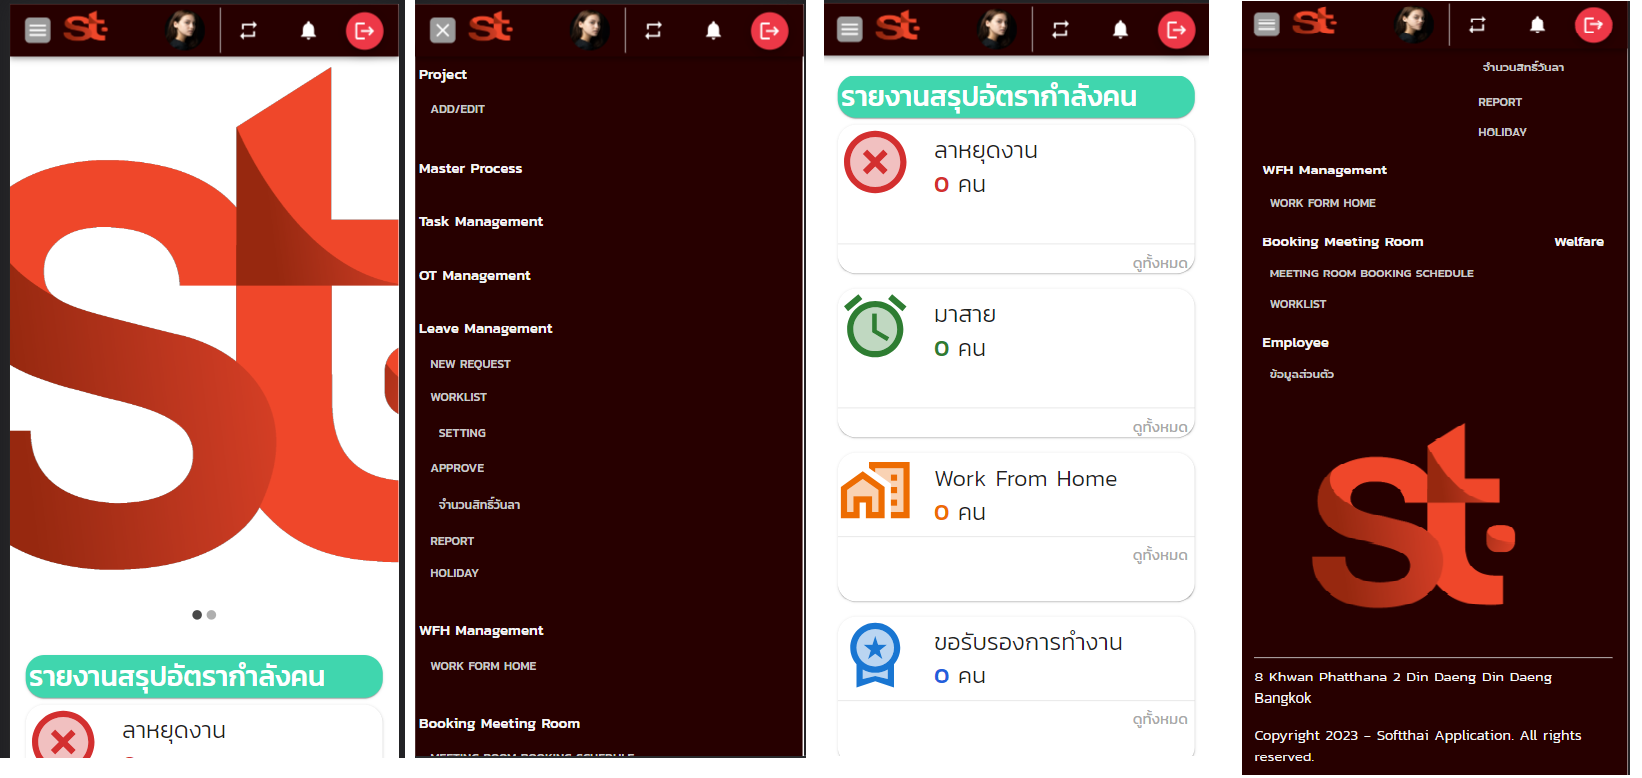 st.
st
รายงานสรุปอัตรากำลังคน
ลาหยุดงาน
st.
Project
ADD/EDIT
Master Process
Task Management
OT Management
Leave Management
NEW REQUEST
WORKLIST
SETTING
APPROVE
จำนวนสิทธิ์วันลา
REPORT
HOLIDAY
WFH Management
WORK FORM HOME
Booking Meeting Room
MEETING ROOM BOOKING SCHEDULE
st.
รายงานสรุปอัตรากำลังคน
ลาหยุดงาน
0 คน
ดูทั้งหมด
มาสาย
0 คน
ดูทั้งหมด
Work From Home
0 คน
ดูทั้งหมด
ขอรับรองการทำงาน
0 คน
ดูทั้งหมด
st.
จำนวนสิทธิ์วันลา
REPORT
HOLIDAY
WFH Management
WORK FORM HOME
Booking Meeting Room Welfare
MEETING ROOM BOOKING SCHEDULE
WORKLIST
Employee
ข้อมูลส่วนตัว
st.
8 Khwan Phatthana 2 Din Daeng Din Daeng
Bangkok
Copyright 2023 - Softthai Application. All rights
reserved.